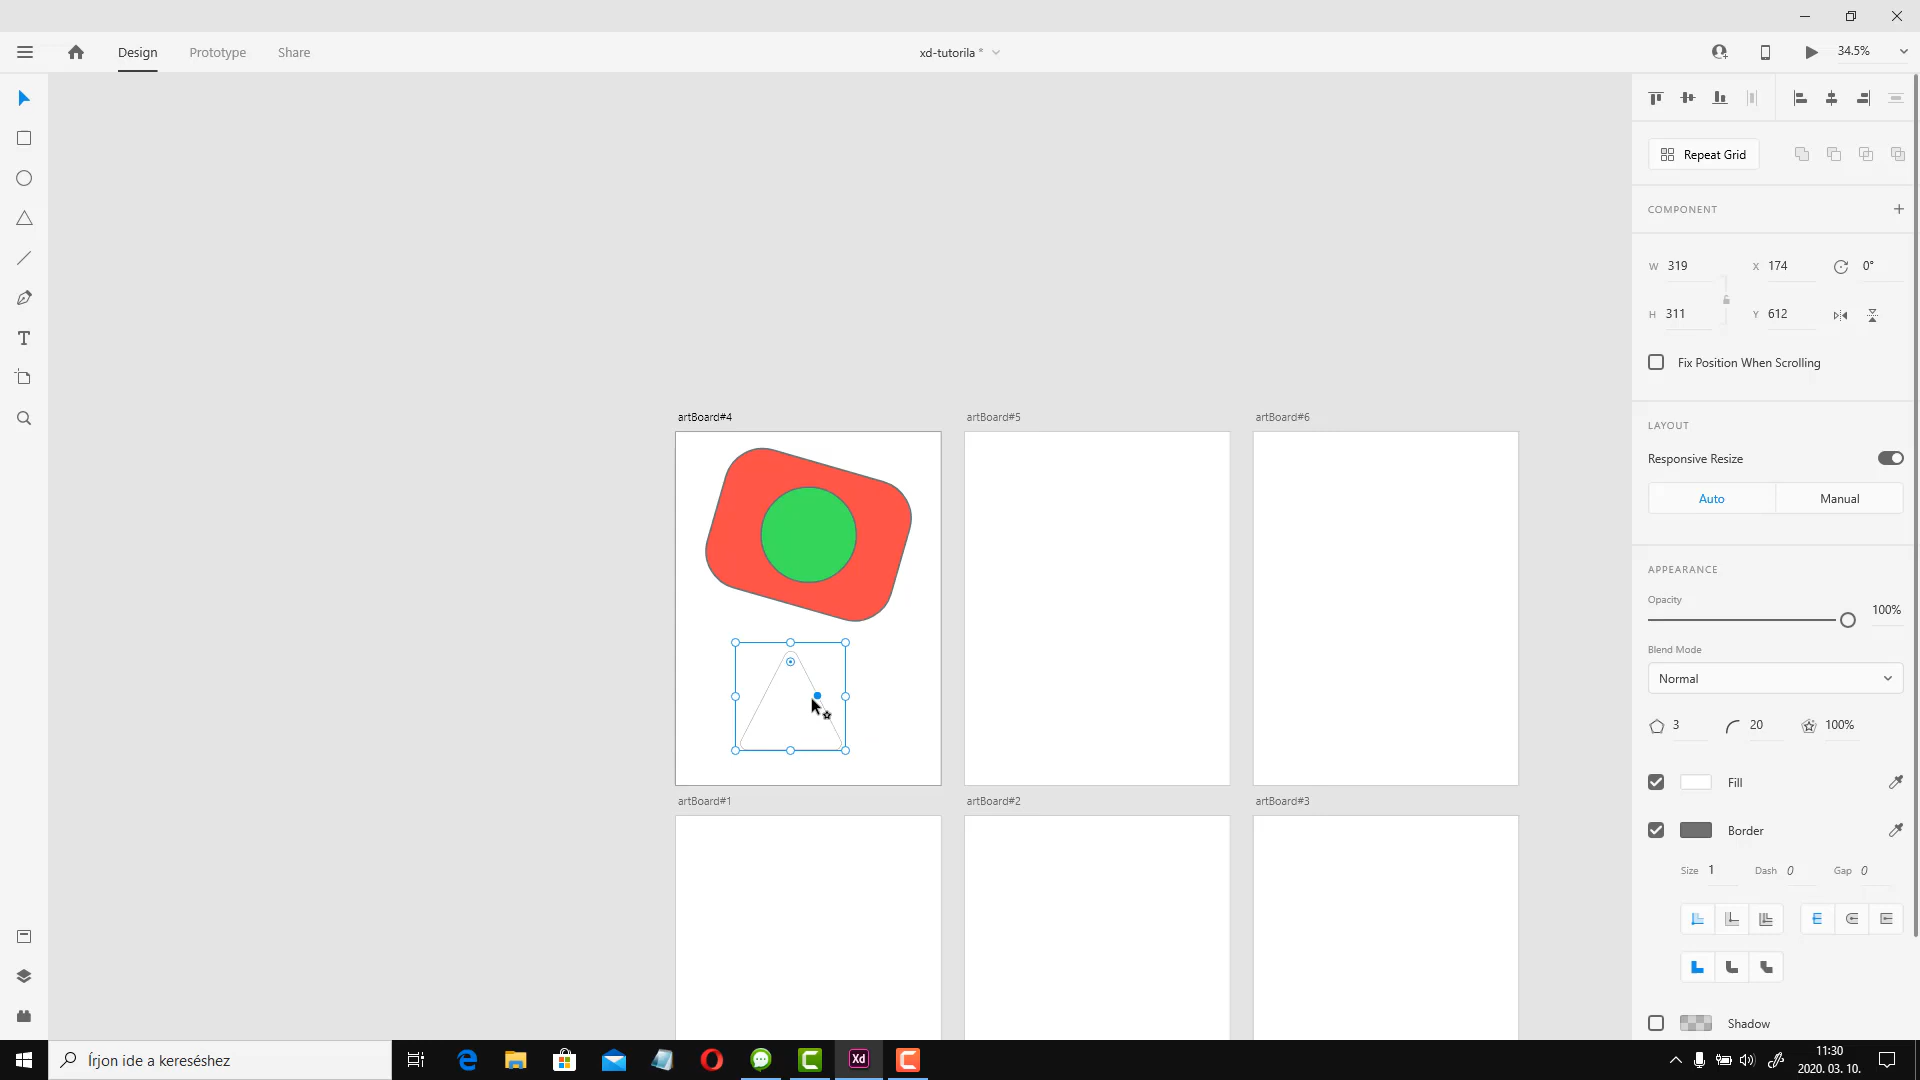 Design
Prototype
Share
xd-tutorila *
34.5%
Repeat Grid
COMPONENT
W 319
X 174
0°
H 311
Y 612
Fix Position When Scrolling
artBoard#4
artBoard#5
artBoard#6
LAYOUT
Responsive Resize
Auto
Manual
APPEARANCE
Opacity
100%
Blend Mode
Normal
3
20
100%
Fill
artBoard#1
artBoard#2
artBoard#3
Border
Size 1
Dash 0
Gap 0
Shadow
Írjon ide a kereséshez
Xd
11:30
2020. 03. 10.